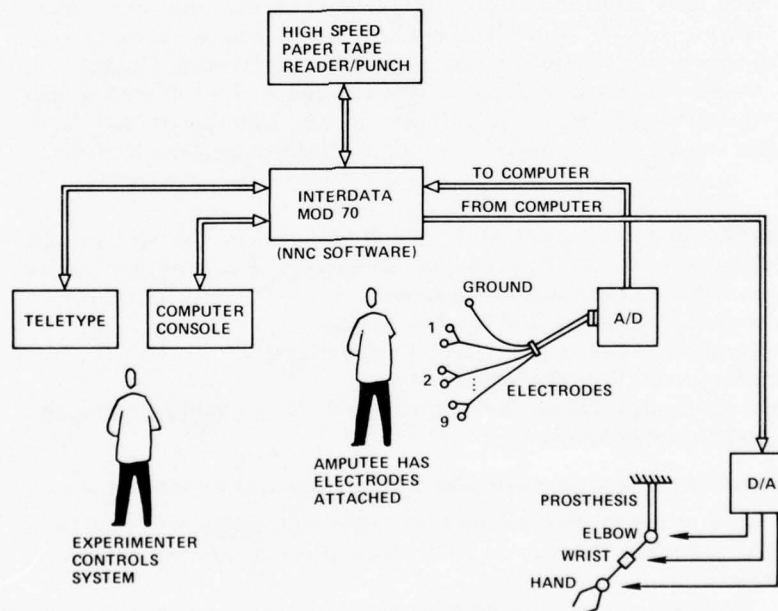 HIGH SPEED
PAPER TAPE
READER/PUNCH
INTERDATA
MOD 70
(NNC SOFTWARE)
TO COMPUTER
FROM COMPUTER
TELETYPE
COMPUTER
CONSOLE
GROUND
1
2
9
ELECTRODES
A/D
EXPERIMENTER
CONTROLS
SYSTEM
AMPUTEE HAS
ELECTRODES
ATTACHED
D/A
PROSTHESIS
ELBOW
WRIST
HAND